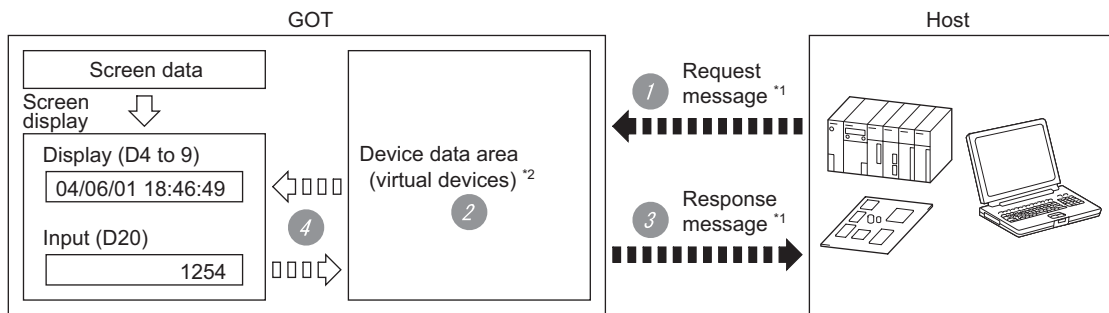 GOT
Host
Screen data
Screen
display
Display (D4 to 9)
04/06/01 18:46:49
Input (D20)
1254
4
Device data area
(virtual devices) *2
2
1
Request
message *1
3
Response
message *1